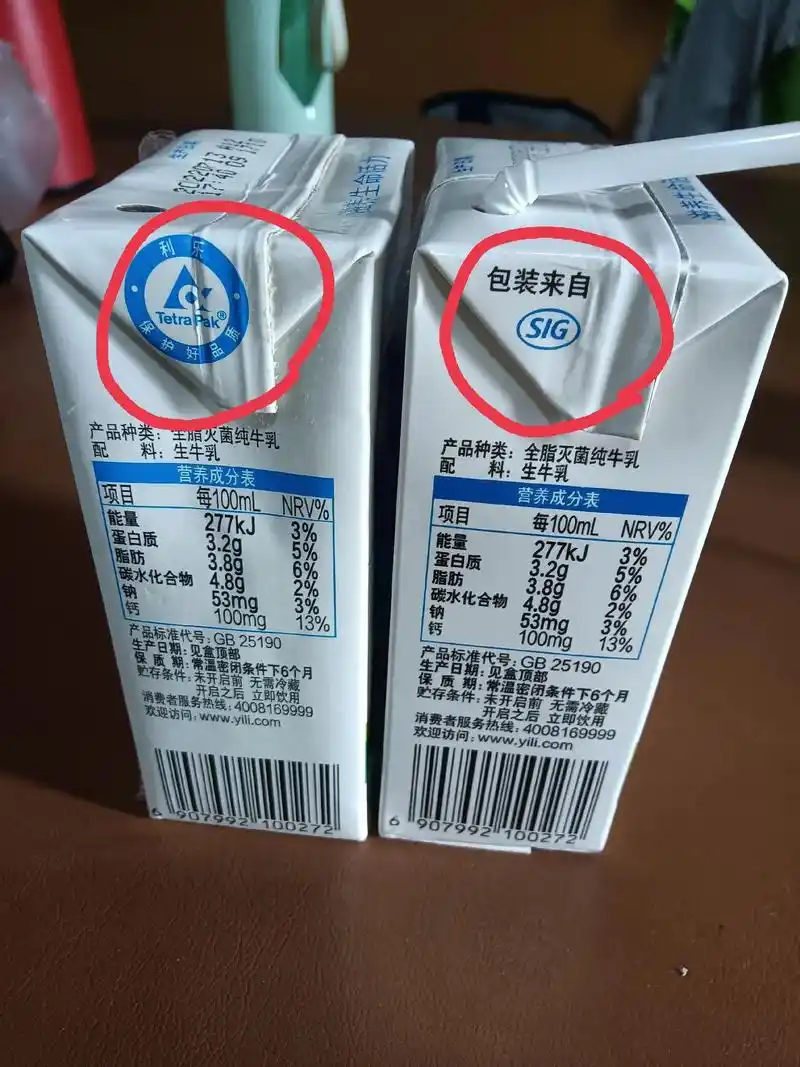 利乐
TetraPak®
保护好品质
产品种类：全脂灭菌纯牛乳
配 料：生牛乳
营养成分表
项目 每100mL NRV%
能量 277kJ 3%
蛋白质 3.2g 5%
脂肪 3.8g 6%
碳水化合物 4.8g 2%
钠 53mg 3%
钙 100mg 13%
产品标准代号：GB 25190
生产日期：见盒顶部
保 质 期：常温密闭条件下6个月
贮存条件：未开启前 无需冷藏
开启之后 立即饮用
消费者服务热线：4008169999
欢迎访问：www.yili.com
6 907992 100272
包装来自
SIG
产品种类：全脂灭菌纯牛乳
配 料：生牛乳
营养成分表
项目 每100mL NRV%
能量 277kJ 3%
蛋白质 3.2g 5%
脂肪 3.8g 6%
碳水化合物 4.8g 2%
钠 53mg 3%
钙 100mg 13%
产品标准代号：GB 25190
生产日期：见盒顶部
保 质 期：常温密闭条件下6个月
贮存条件：未开启前 无需冷藏
开启之后 立即饮用
消费者服务热线：4008169999
欢迎访问：www.yili.com
6 907992 100272